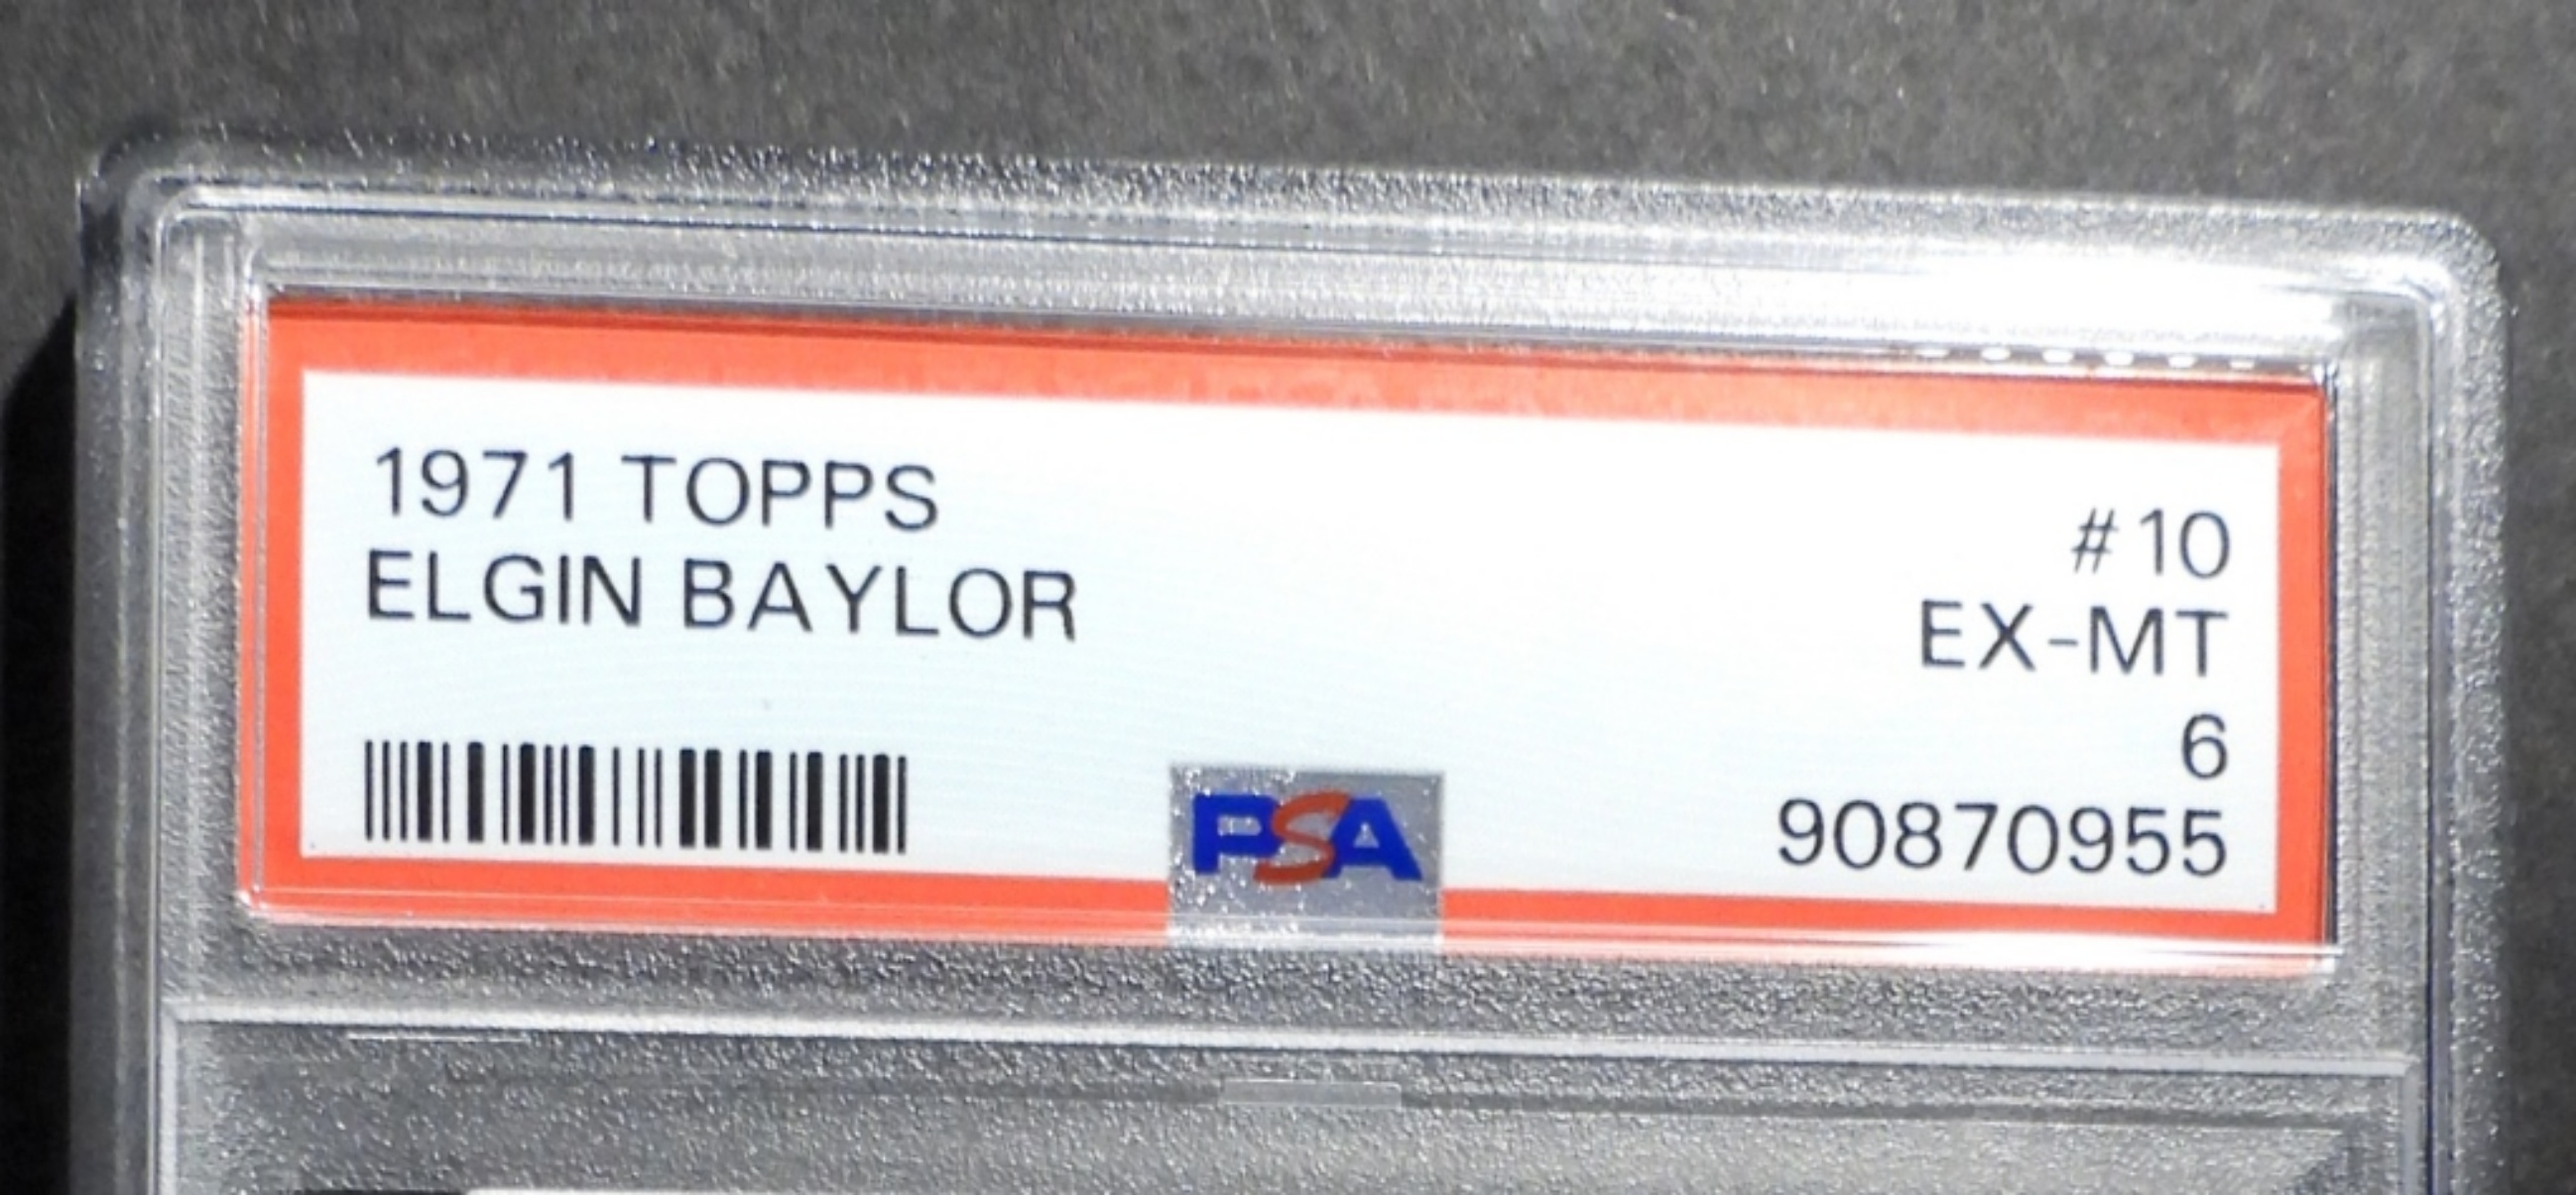 1971 TOPPS
#10
ELGIN BAYLOR
EX-MT
6
90870955
PSA